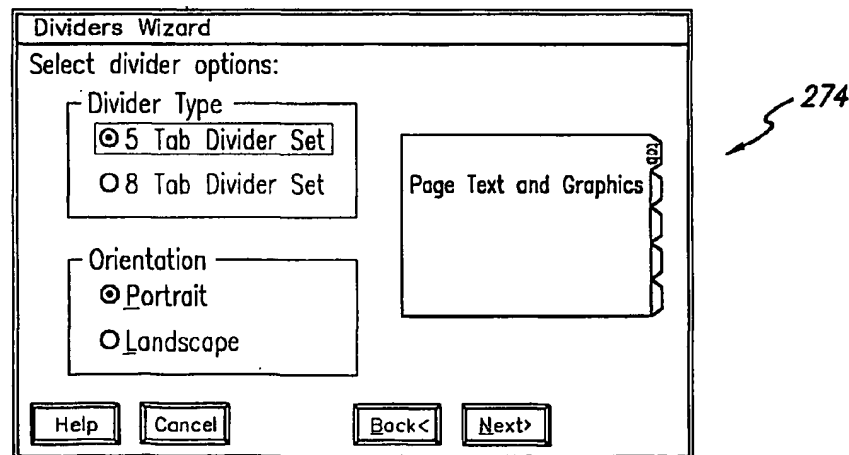 Dividers Wizard
Select divider options:
Divider Type
5 Tab Divider Set
8 Tab Divider Set
Orientation
Portrait
Landscape
Page Text and Graphics
Tab
274
Help
Cancel
Back<
Next>